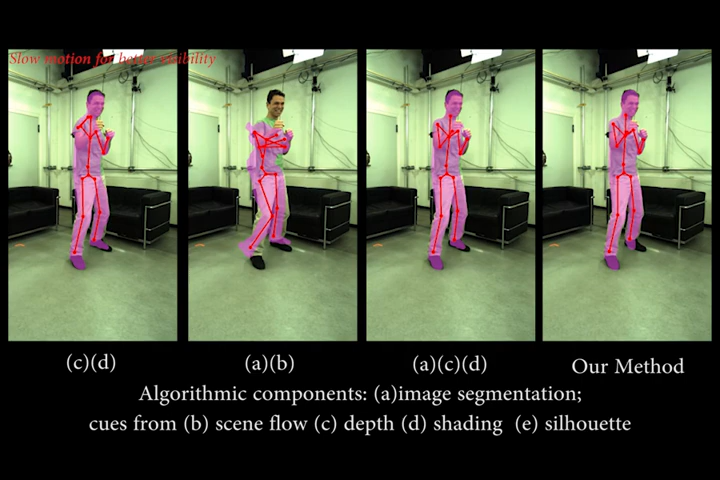 Slow motion for better visibility
(c)(d) (a)(b) (a)(c)(d) Our Method
Algorithmic components: (a)image segmentation;
cues from (b) scene flow (c) depth (d) shading (e) silhouette